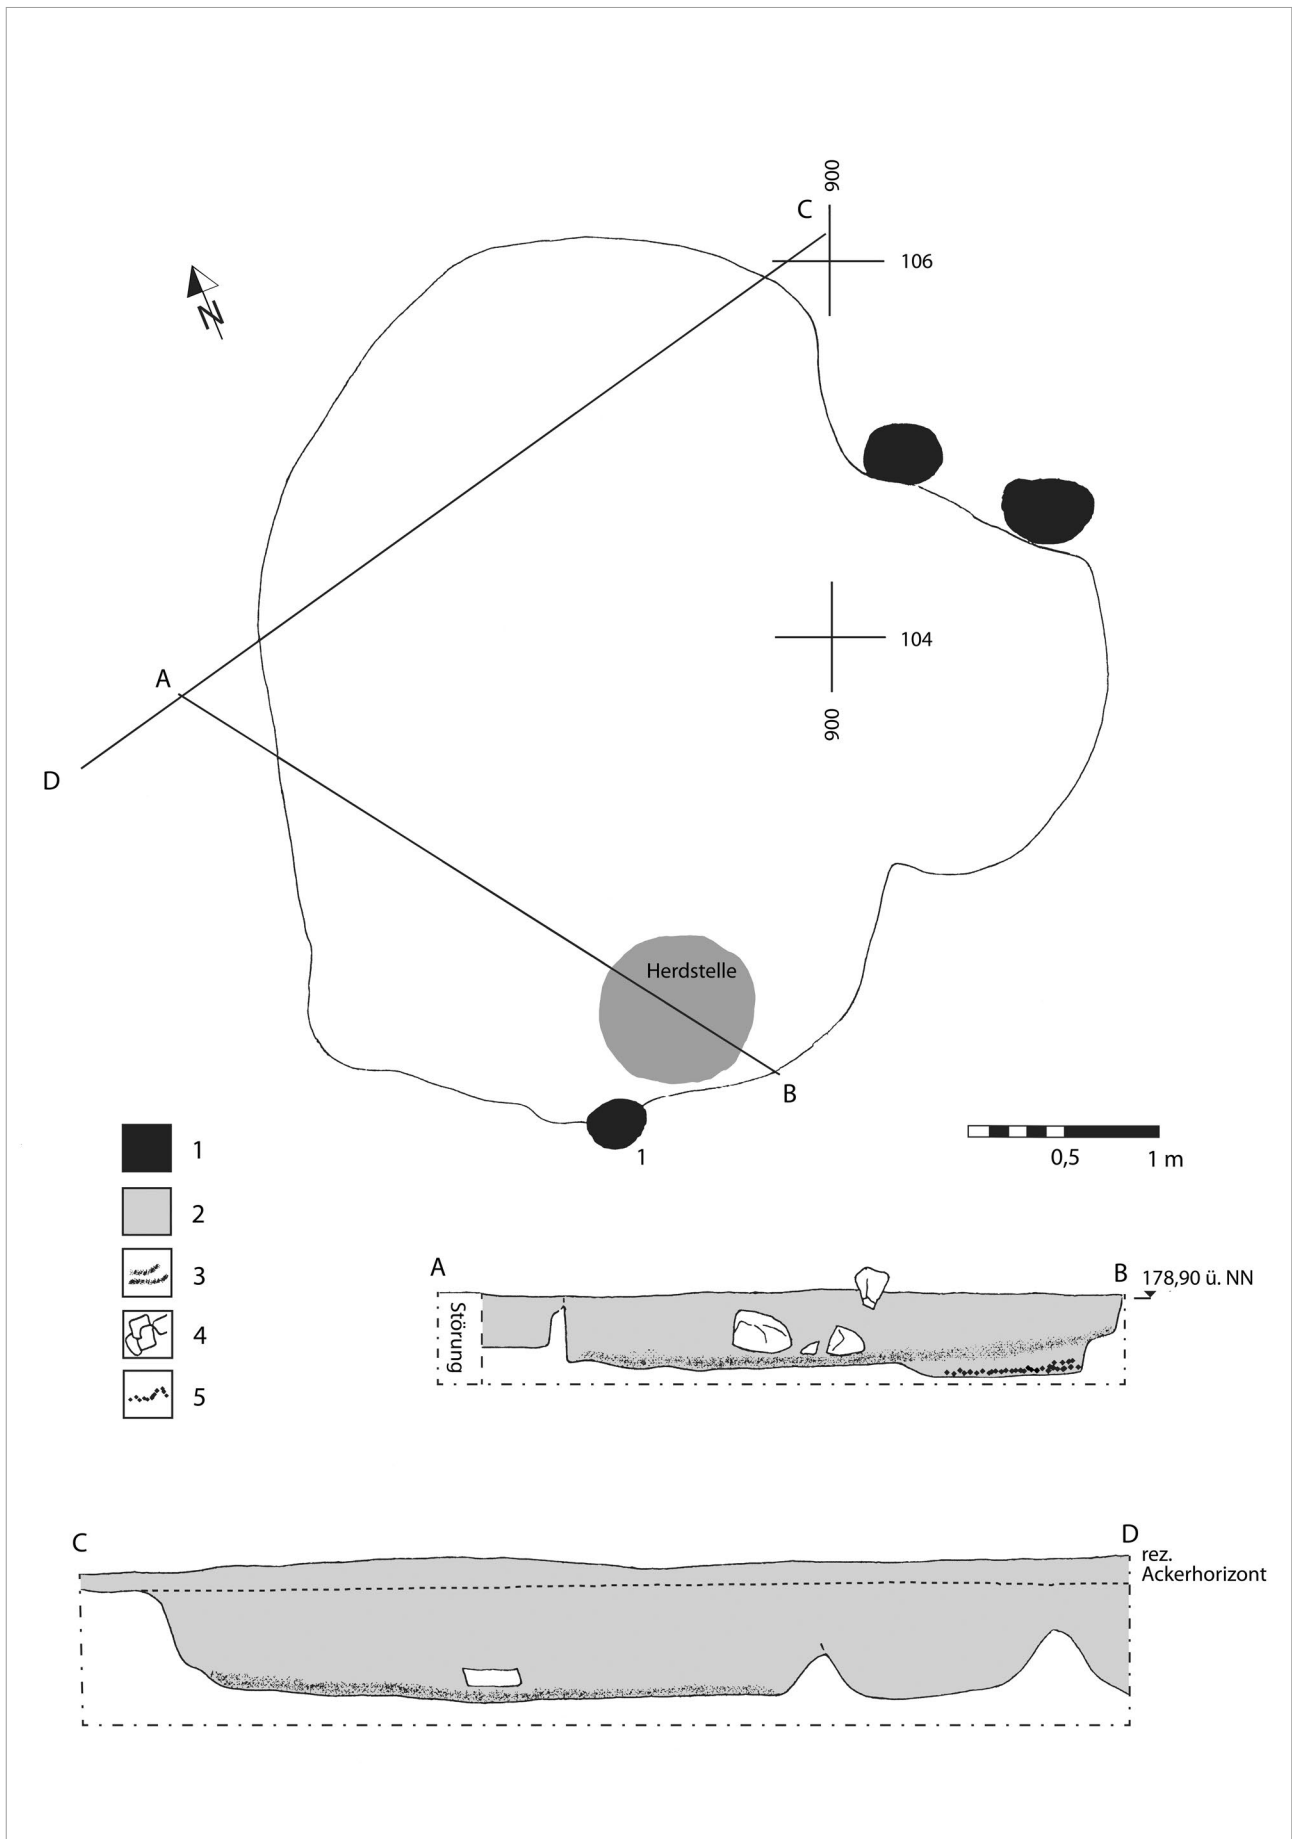 900
C
106
N
A
104
900
D
Herdstelle
B
1
1
2
3
4
5
0,5
1 m
A
B
178,90 ü. NN
Störung
C
D
rez.
Ackerhorizont